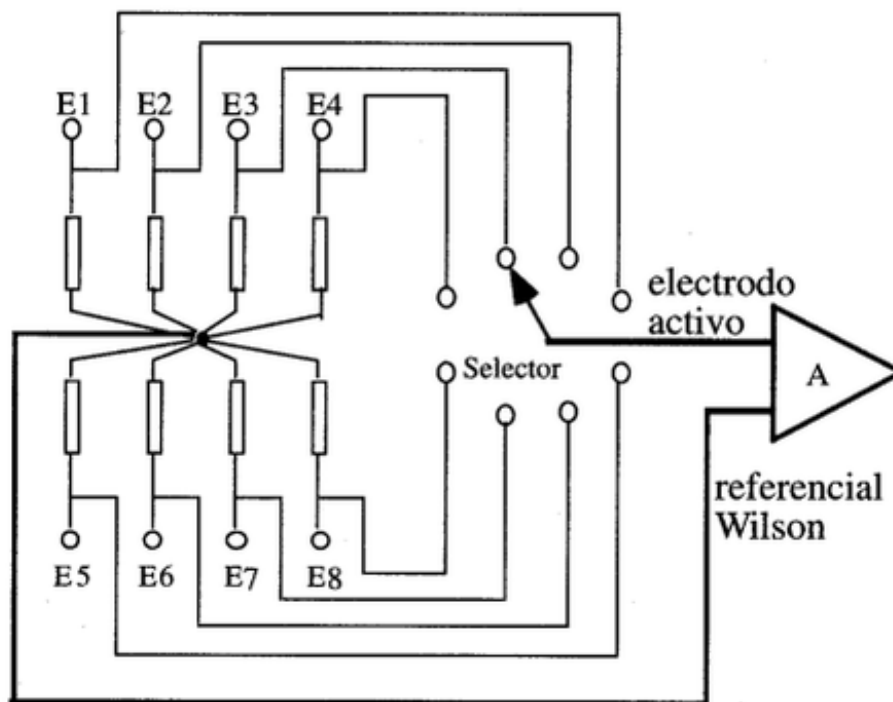 E1 E2 E3 E4
electrodo
activo
Selector
A
referencial
Wilson
E5 E6 E7 E8